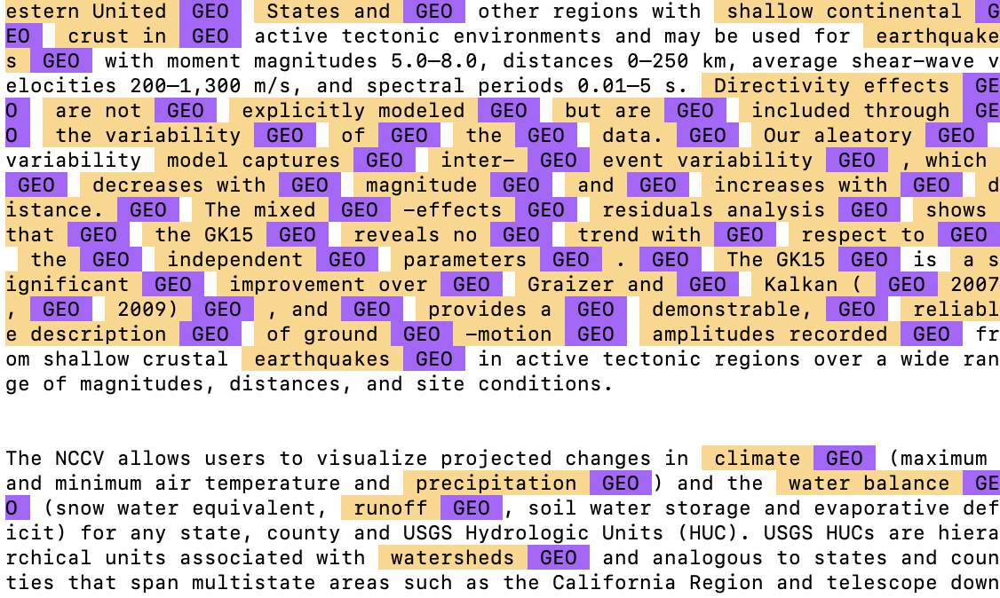 estern United GEO States and GEO other regions with shallow continental G
EO crust in GEO active tectonic environments and may be used for earthquake
s GEO with moment magnitudes 5.0–8.0, distances 0–250 km, average shear-wave v
elocities 200–1,300 m/s, and spectral periods 0.01–5 s. Directivity effects GE
O are not GEO explicitly modeled GEO but are GEO included through GE
O the variability GEO of GEO the GEO data. GEO Our aleatory GEO
variability model captures GEO inter- GEO event variability GEO , which
GEO decreases with GEO magnitude GEO and GEO increases with GEO d
istance. GEO The mixed GEO -effects GEO residuals analysis GEO shows
that GEO the GK15 GEO reveals no GEO trend with GEO respect to GEO
the GEO independent GEO parameters GEO . GEO The GK15 GEO is a s
ignificant GEO improvement over GEO Graizer and GEO Kalkan ( GEO 2007
, GEO 2009) GEO , and GEO provides a GEO demonstrable, GEO reliabl
e description GEO of ground GEO -motion GEO amplitudes recorded GEO fr
om shallow crustal earthquakes GEO in active tectonic regions over a wide ran
ge of magnitudes, distances, and site conditions.
The NCCV allows users to visualize projected changes in climate GEO (maximum
and minimum air temperature and precipitation GEO ) and the water balance GE
O (snow water equivalent, runoff GEO , soil water storage and evaporative def
icit) for any state, county and USGS Hydrologic Units (HUC). USGS HUCs are hiera
rchical units associated with watersheds GEO and analogous to states and coun
ties that span multistate areas such as the California Region and telescope down